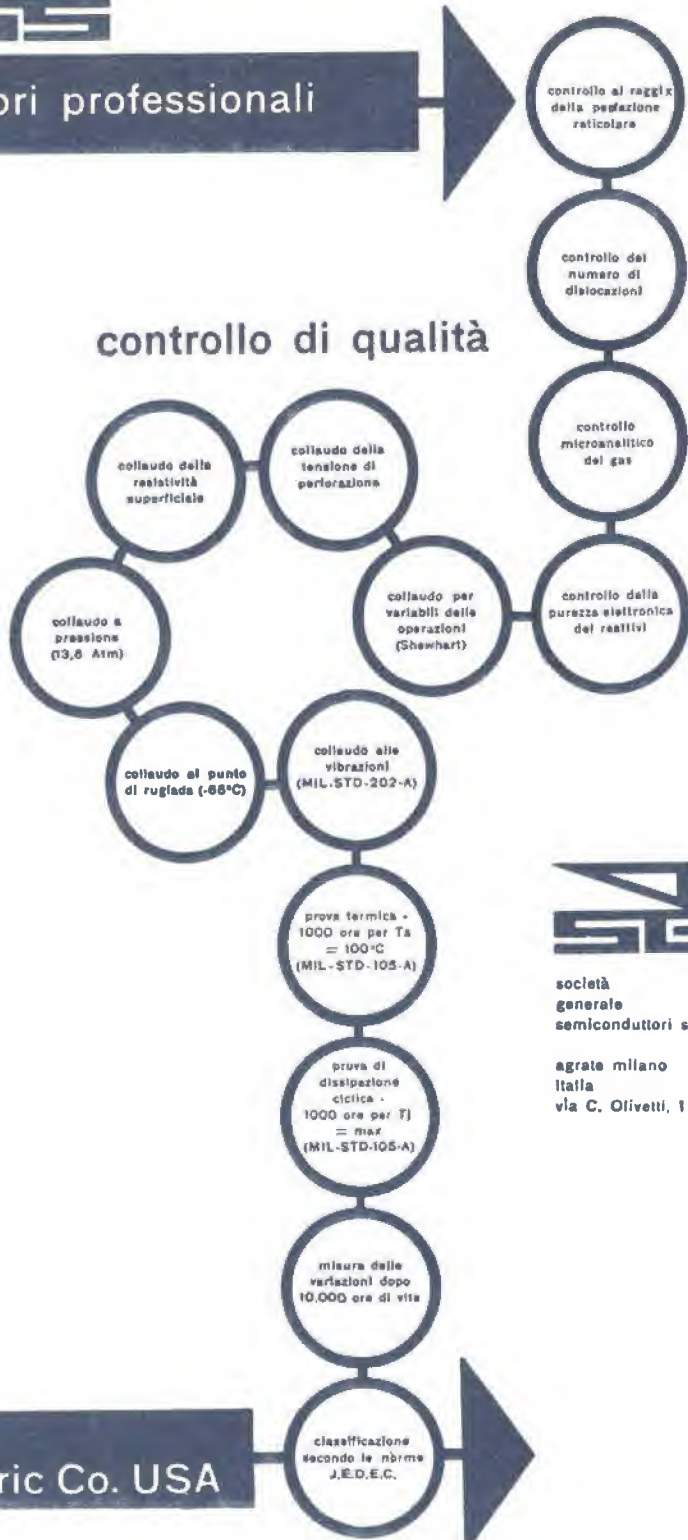 ori professionali
controllo ai raggi x
della perfezione
reticolare
controllo del
numero di
dislocazioni
controllo
microanalitico
dei gas
controllo della
purezza elettronica
dei reattivi
controllo di qualità
collaudo per
variabili delle
operazioni
(Shewhart)
collaudo della
tensione di
perforazione
collaudo della
resistività
superficiale
collaudo a
pressione
(13,6 Atm)
collaudo al punto
di rugiada (-65°C)
collaudo alle
vibrazioni
(MIL-STD-202-A)
prova termica -
1000 ore per Ta
= 100°C
(MIL-STD-105-A)
prova di
dissipazione
ciclica -
1000 ore per Tj
= max
(MIL-STD-105-A)
misura delle
variazioni dopo
10.000 ore di vita
classificazione
secondo le norme
J.E.D.E.C.
società
generale
semiconduttori s
agrate milano
italia
via C. Olivetti, 1
ric Co. USA